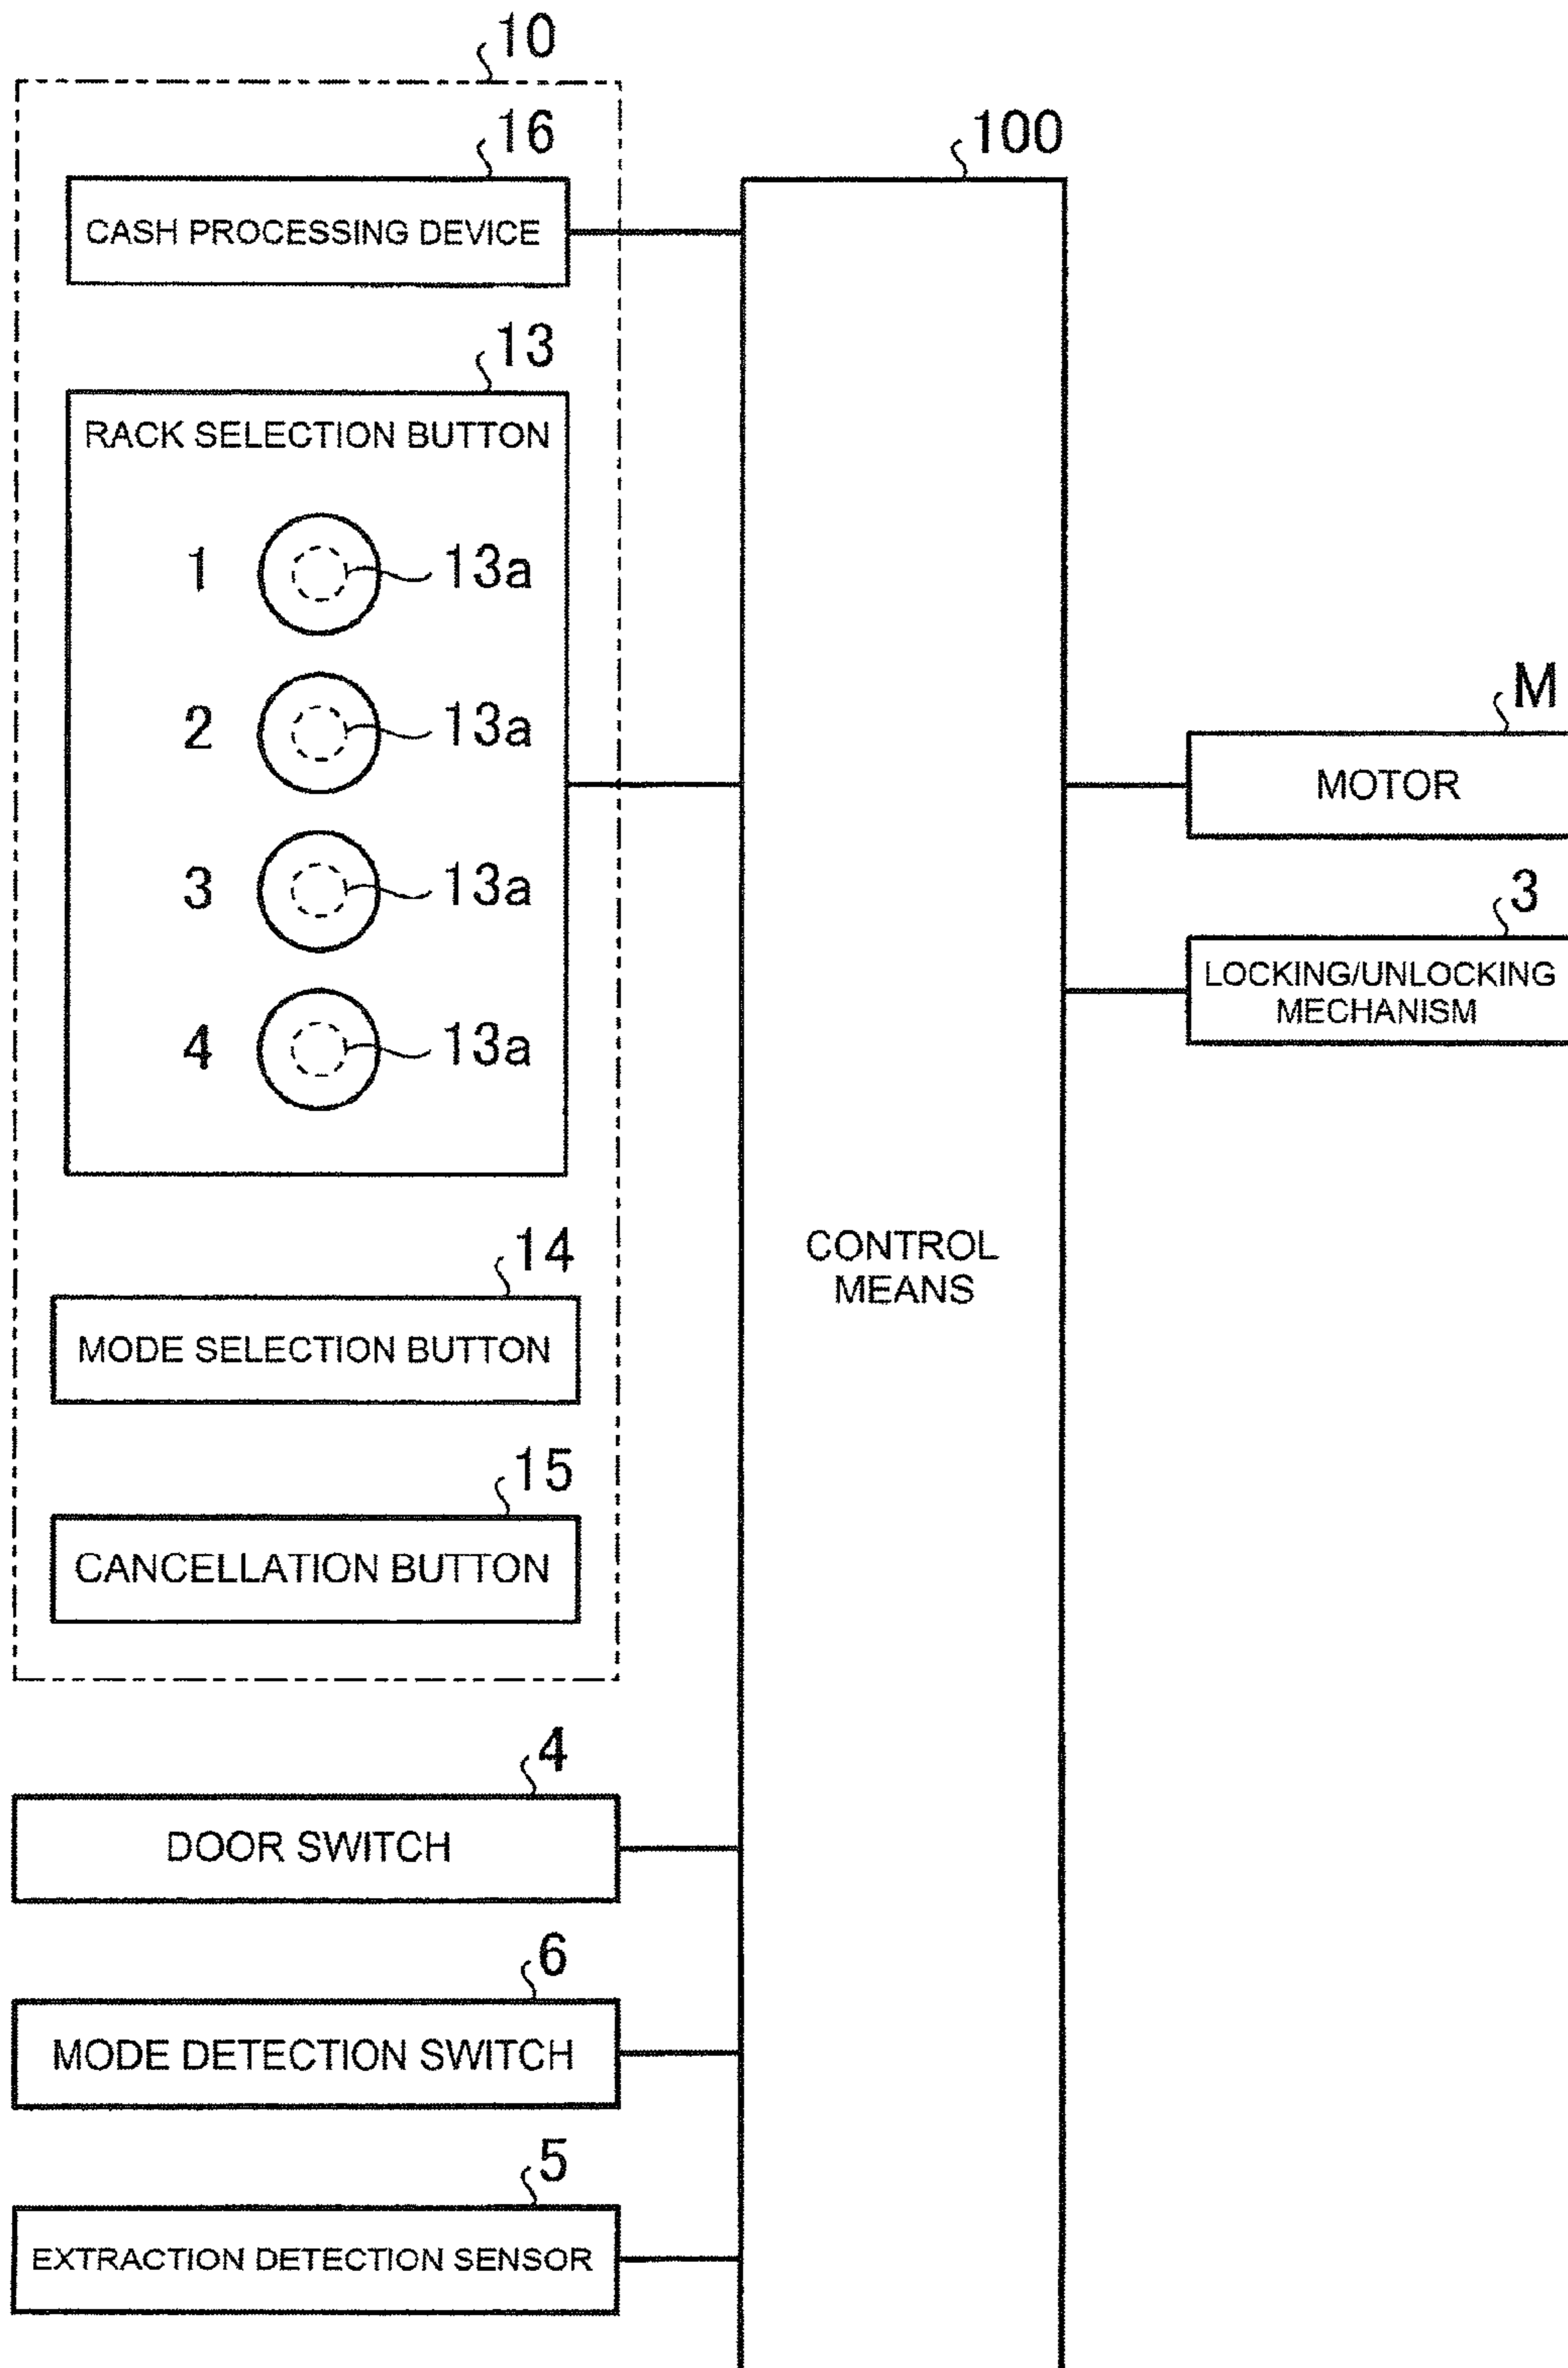 10
16
CASH PROCESSING DEVICE
100
13
RACK SELECTION BUTTON
1 13a
2 13a
3 13a
4 13a
M
MOTOR
3
LOCKING/UNLOCKING
MECHANISM
CONTROL
MEANS
14
MODE SELECTION BUTTON
15
CANCELLATION BUTTON
4
DOOR SWITCH
6
MODE DETECTION SWITCH
5
EXTRACTION DETECTION SENSOR